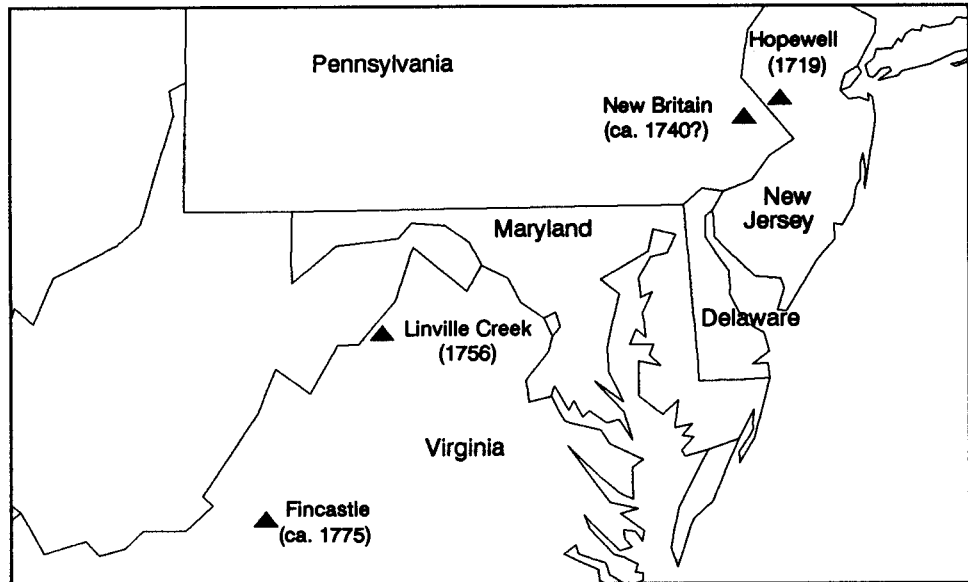 Hopewell
(1719)
Pennsylvania
New Britain
(ca. 1740?)
New
Jersey
Maryland
Delaware
Linville Creek
(1756)
Virginia
Fincastle
(ca. 1775)